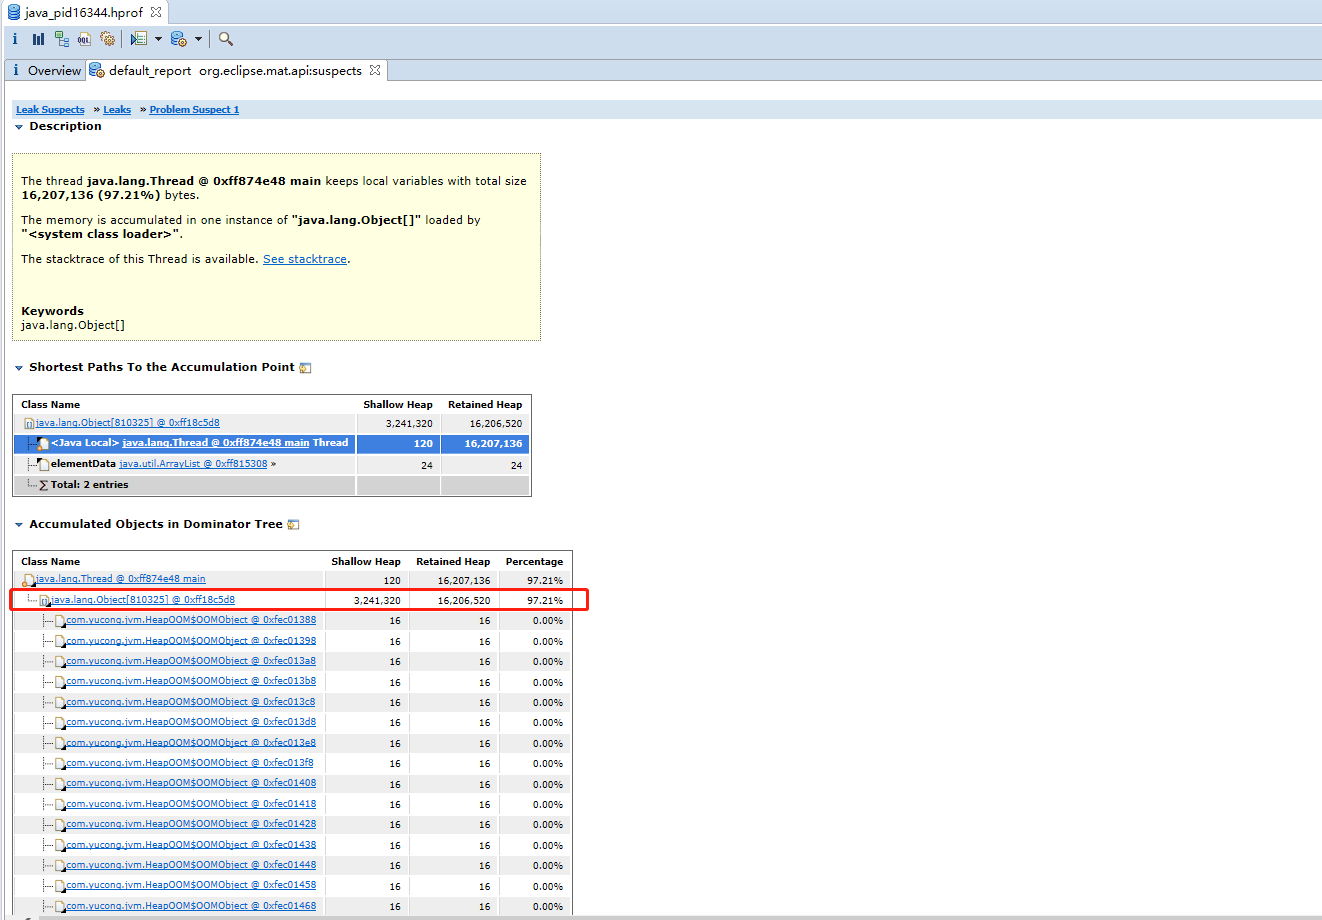 java_pid16344.hprof
i OQL
i Overview default_report org.eclipse.mat.api:suspects
Leak Suspects » Leaks » Problem Suspect 1
Description
The thread java.lang.Thread @ 0xff874e48 main keeps local variables with total size
16,207,136 (97.21%) bytes.
The memory is accumulated in one instance of "java.lang.Object[]" loaded by
"<system class loader>".
The stacktrace of this Thread is available. See stacktrace.
Keywords
java.lang.Object[]
Shortest Paths To the Accumulation Point
Class Name Shallow Heap Retained Heap
java.lang.Object[810325] @ 0xff18c5d8 3,241,320 16,206,520
<Java Local> java.lang.Thread @ 0xff874e48 main Thread 120 16,207,136
elementData java.util.ArrayList @ 0xff815308 » 24 24
Σ Total: 2 entries
Accumulated Objects in Dominator Tree
Class Name Shallow Heap Retained Heap Percentage
java.lang.Thread @ 0xff874e48 main 120 16,207,136 97.21%
java.lang.Object[810325] @ 0xff18c5d8 3,241,320 16,206,520 97.21%
com.yucong.jvm.HeapOOM$OOMObject @ 0xfec01388 16 16 0.00%
com.yucong.jvm.HeapOOM$OOMObject @ 0xfec01398 16 16 0.00%
com.yucong.jvm.HeapOOM$OOMObject @ 0xfec013a8 16 16 0.00%
com.yucong.jvm.HeapOOM$OOMObject @ 0xfec013b8 16 16 0.00%
com.yucong.jvm.HeapOOM$OOMObject @ 0xfec013c8 16 16 0.00%
com.yucong.jvm.HeapOOM$OOMObject @ 0xfec013d8 16 16 0.00%
com.yucong.jvm.HeapOOM$OOMObject @ 0xfec013e8 16 16 0.00%
com.yucong.jvm.HeapOOM$OOMObject @ 0xfec013f8 16 16 0.00%
com.yucong.jvm.HeapOOM$OOMObject @ 0xfec01408 16 16 0.00%
com.yucong.jvm.HeapOOM$OOMObject @ 0xfec01418 16 16 0.00%
com.yucong.jvm.HeapOOM$OOMObject @ 0xfec01428 16 16 0.00%
com.yucong.jvm.HeapOOM$OOMObject @ 0xfec01438 16 16 0.00%
com.yucong.jvm.HeapOOM$OOMObject @ 0xfec01448 16 16 0.00%
com.yucong.jvm.HeapOOM$OOMObject @ 0xfec01458 16 16 0.00%
com.yucong.jvm.HeapOOM$OOMObject @ 0xfec01468 16 16 0.00%